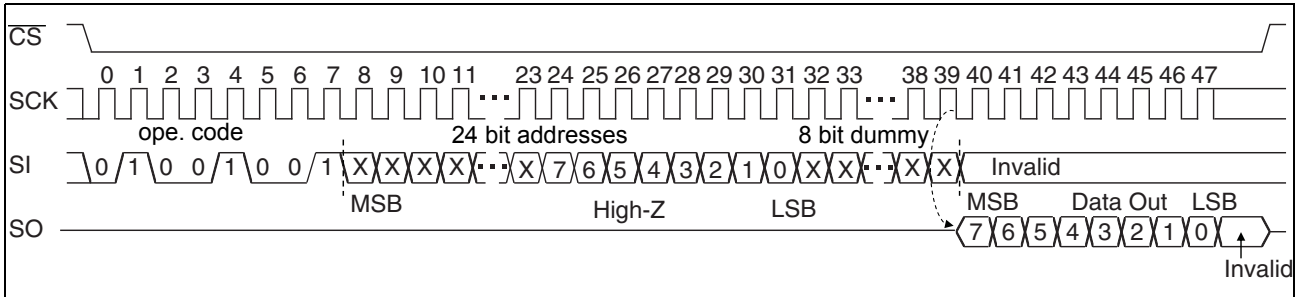 CS
0 1 2 3 4 5 6 7 8 9 10 11 23 24 25 26 27 28 29 30 31 32 33 38 39 40 41 42 43 44 45 46 47
SCK ··· ···
ope. code 24 bit addresses 8 bit dummy
SI 0 1 0 0 1 0 0 1 X X X X ··· X 7 6 5 4 3 2 1 0 X X ··· X X Invalid
MSB High-Z LSB MSB Data Out LSB
SO 7 6 5 4 3 2 1 0
Invalid